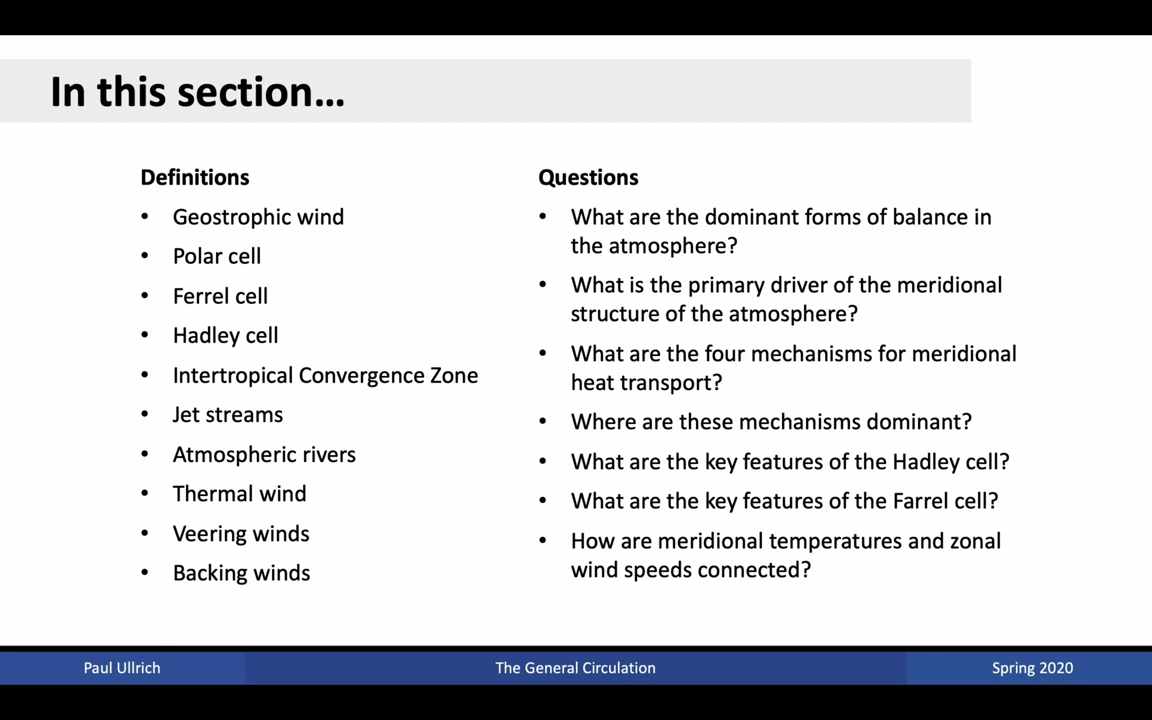 In this section…
Definitions
• Geostrophic wind
• Polar cell
• Ferrel cell
• Hadley cell
• Intertropical Convergence Zone
• Jet streams
• Atmospheric rivers
• Thermal wind
• Veering winds
• Backing winds
Questions
• What are the dominant forms of balance in
the atmosphere?
• What is the primary driver of the meridional
structure of the atmosphere?
• What are the four mechanisms for meridional
heat transport?
• Where are these mechanisms dominant?
• What are the key features of the Hadley cell?
• What are the key features of the Farrel cell?
• How are meridional temperatures and zonal
wind speeds connected?
Paul Ullrich
The General Circulation
Spring 2020